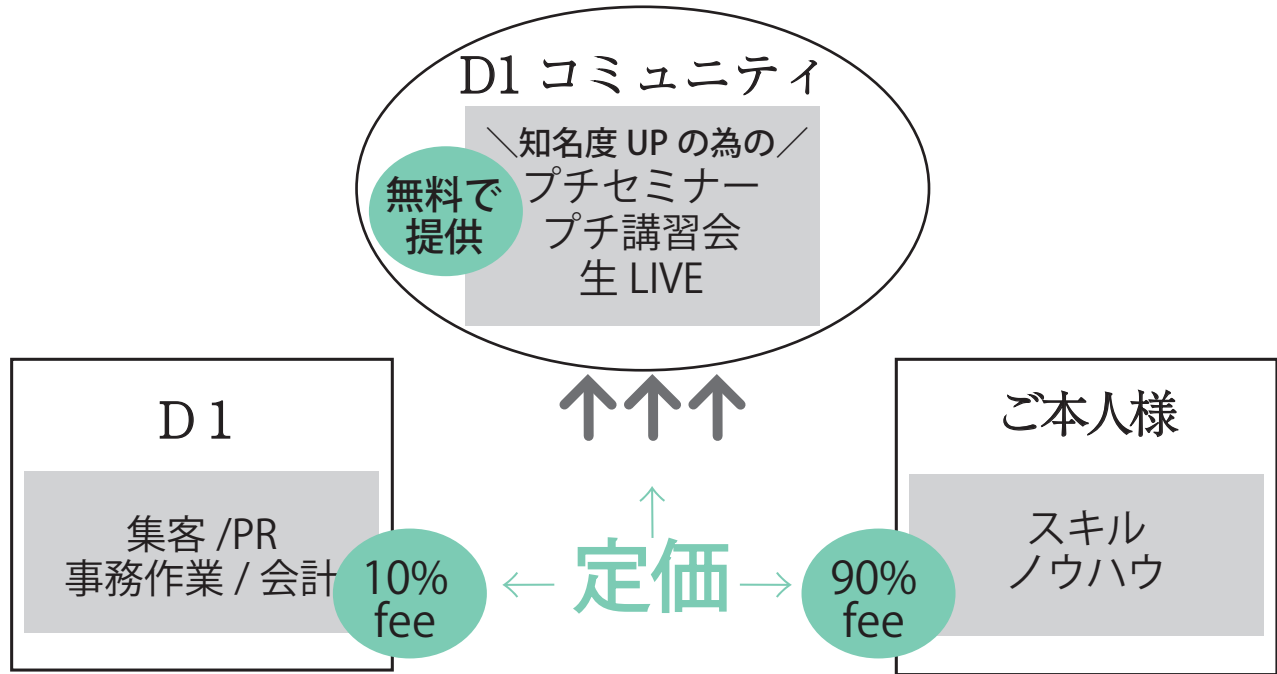 D1 コミュニティ
＼知名度 UP の為の／
プチセミナー
プチ講習会
生 LIVE
無料で
提供
D 1
集客 /PR
事務作業 / 会計
10%
fee
定価
90%
fee
ご本人様
スキル
ノウハウ